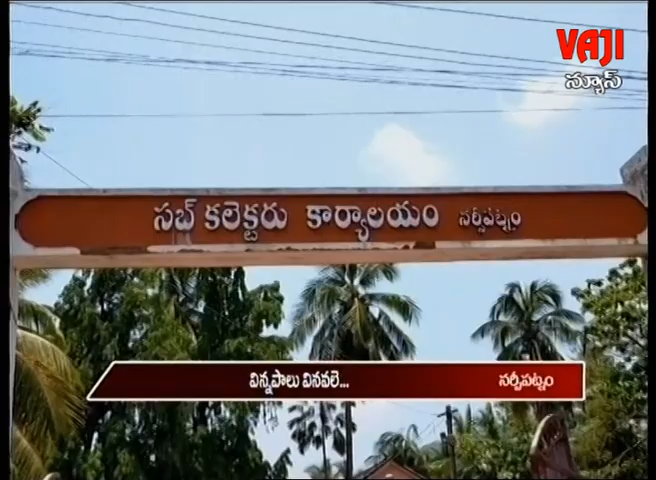 VAJI
న్యూస్
సబ్ కలెక్టరు కార్యాలయం నర్సీపట్నం
విన్నపాలు వినవలె... నర్సీపట్నం